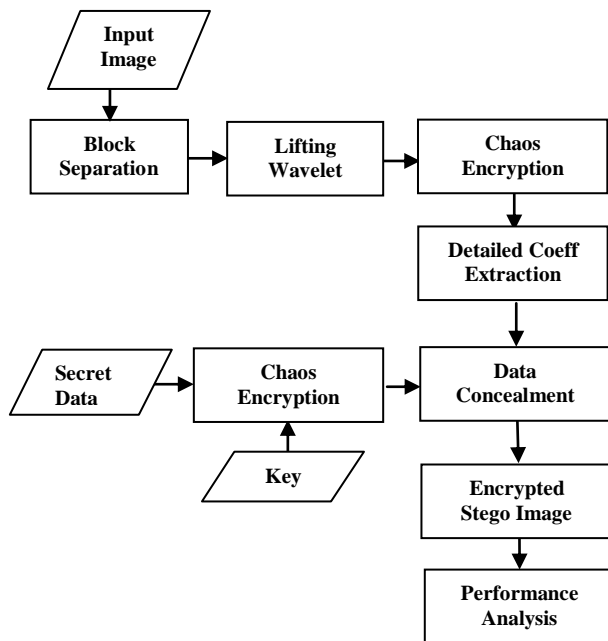 Input
Image
Block
Separation
Lifting
Wavelet
Chaos
Encryption
Detailed Coeff
Extraction
Secret
Data
Chaos
Encryption
Data
Concealment
Key
Encrypted
Stego Image
Performance
Analysis